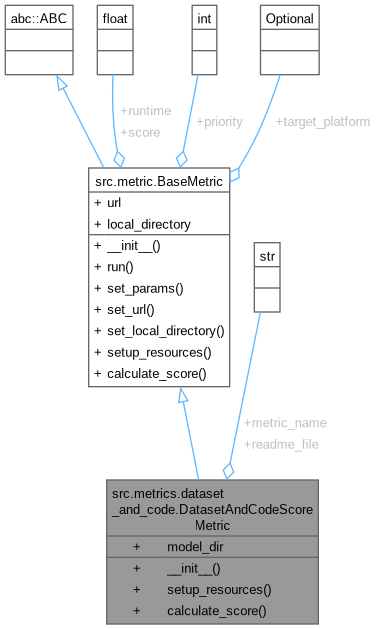 abc::ABC
float
int
Optional
+runtime
+score
+priority
+target_platform
src.metric.BaseMetric
+ url
+ local_directory
+ __init__()
+ run()
+ set_params()
+ set_url()
+ set_local_directory()
+ setup_resources()
+ calculate_score()
str
+metric_name
+readme_file
src.metrics.dataset
_and_code.DatasetAndCodeScore
Metric
+ model_dir
+ __init__()
+ setup_resources()
+ calculate_score()